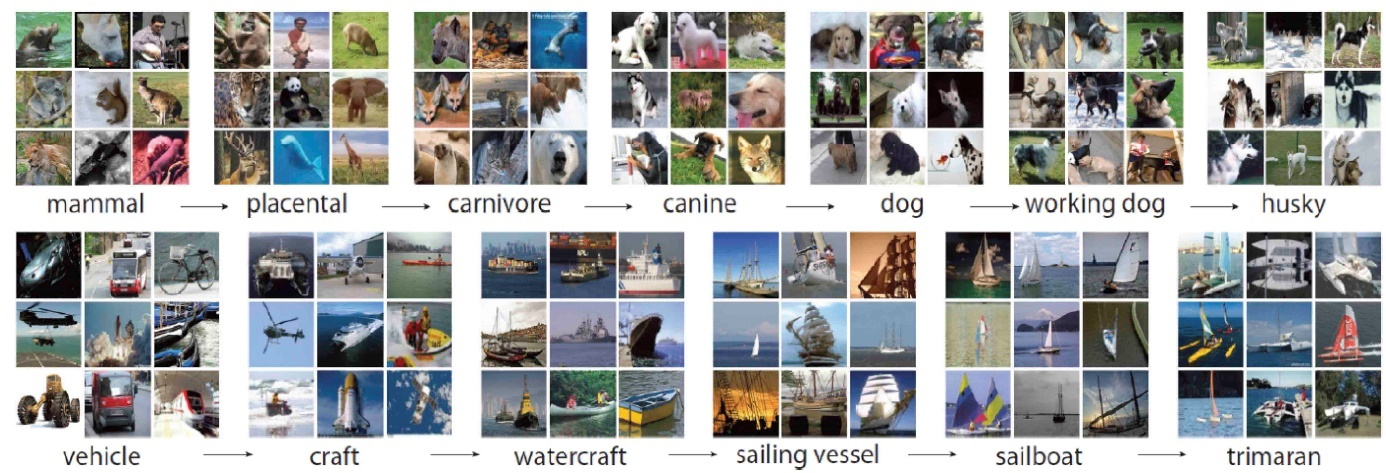 mammal → placental → carnivore → canine → dog → working dog → husky
vehicle → craft → watercraft → sailing vessel → sailboat → trimaran